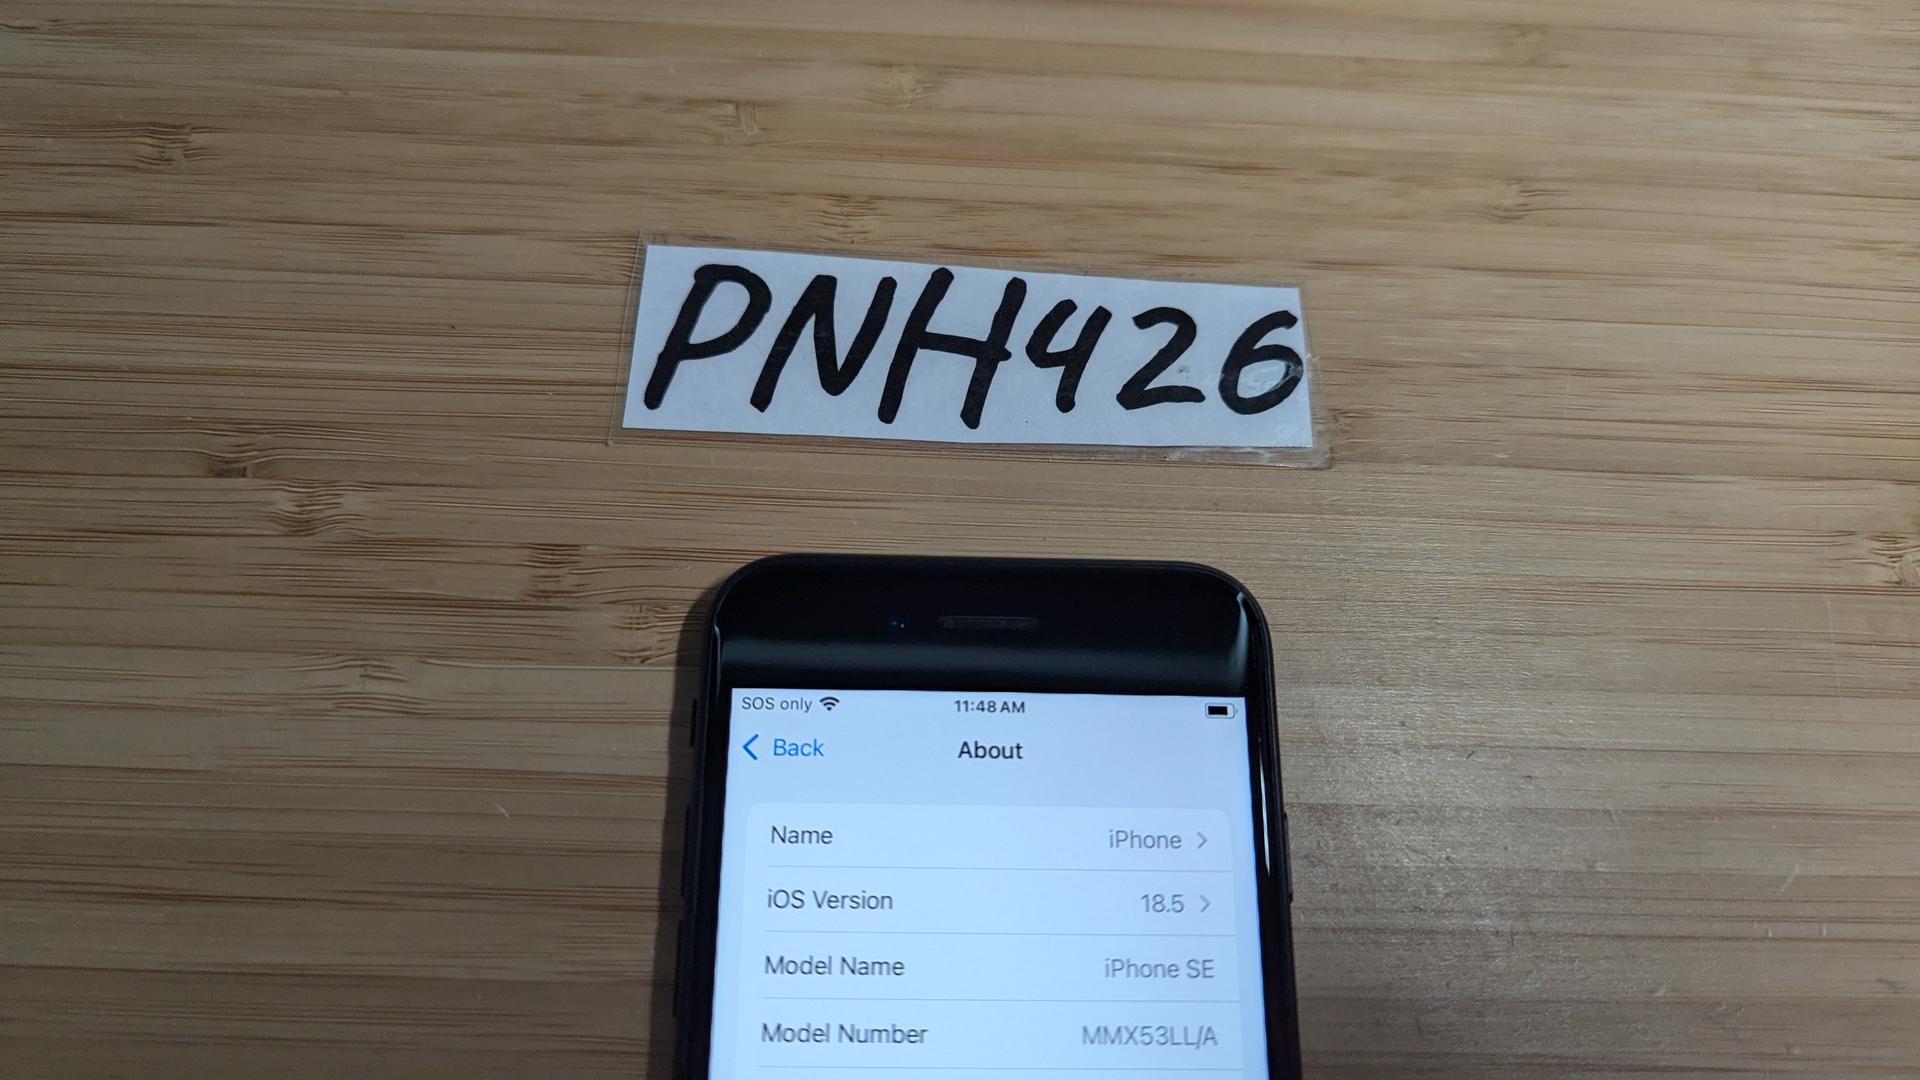 PNH426
SOS only 11:48 AM
Back About
Name iPhone
iOS Version 18.5
Model Name iPhone SE
Model Number MMX53LL/A